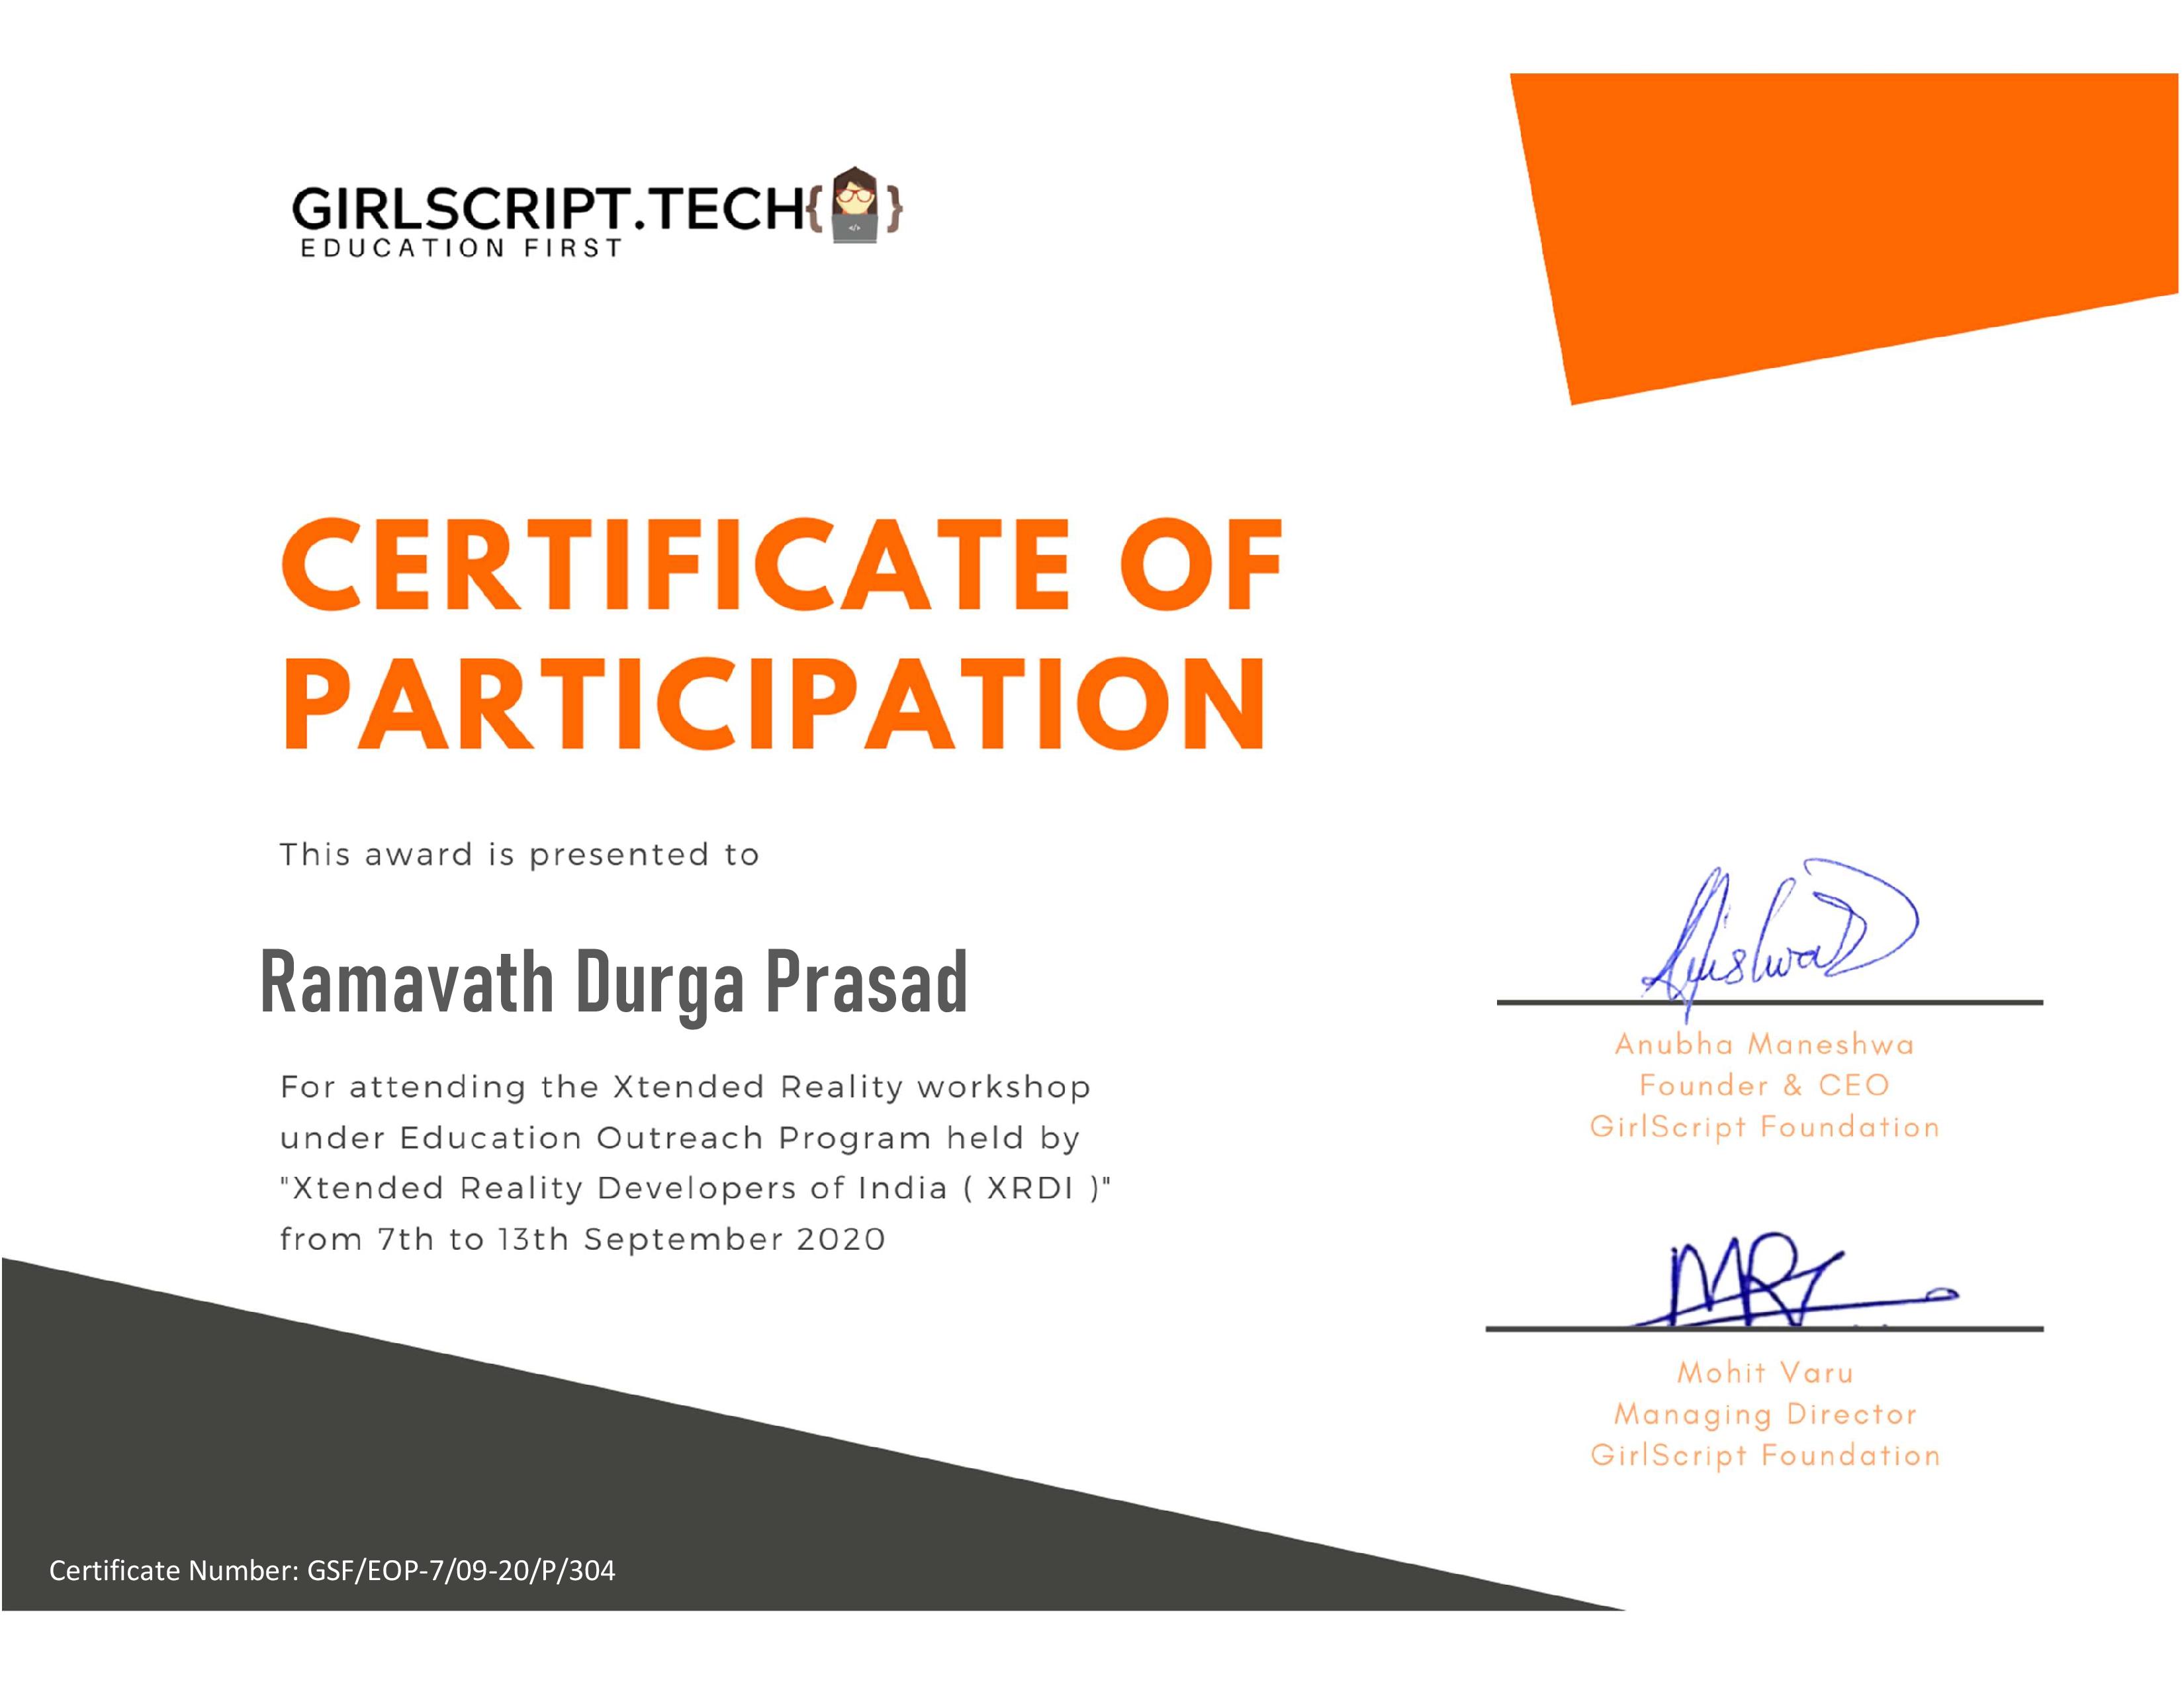 GIRLSCRIPT.TECH{ }
EDUCATION FIRST
CERTIFICATE OF
PARTICIPATION
This award is presented to
Ramavath Durga Prasad
For attending the Xtended Reality workshop
under Education Outreach Program held by
"Xtended Reality Developers of India ( XRDI )"
from 7th to 13th September 2020
Anubha Maneshwa
Founder & CEO
GirlScript Foundation
Mohit Varu
Managing Director
GirlScript Foundation
Certificate Number: GSF/EOP-7/09-20/P/304